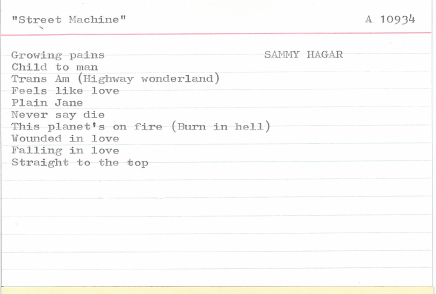 "Street Machine" A 10934
Growing pains SAMMY HAGAR
Child to man
Trans Am (Highway wonderland)
Feels like love
Plain Jane
Never say die
This planet's on fire (Burn in hell)
Wounded in love
Falling in love
Straight to the top